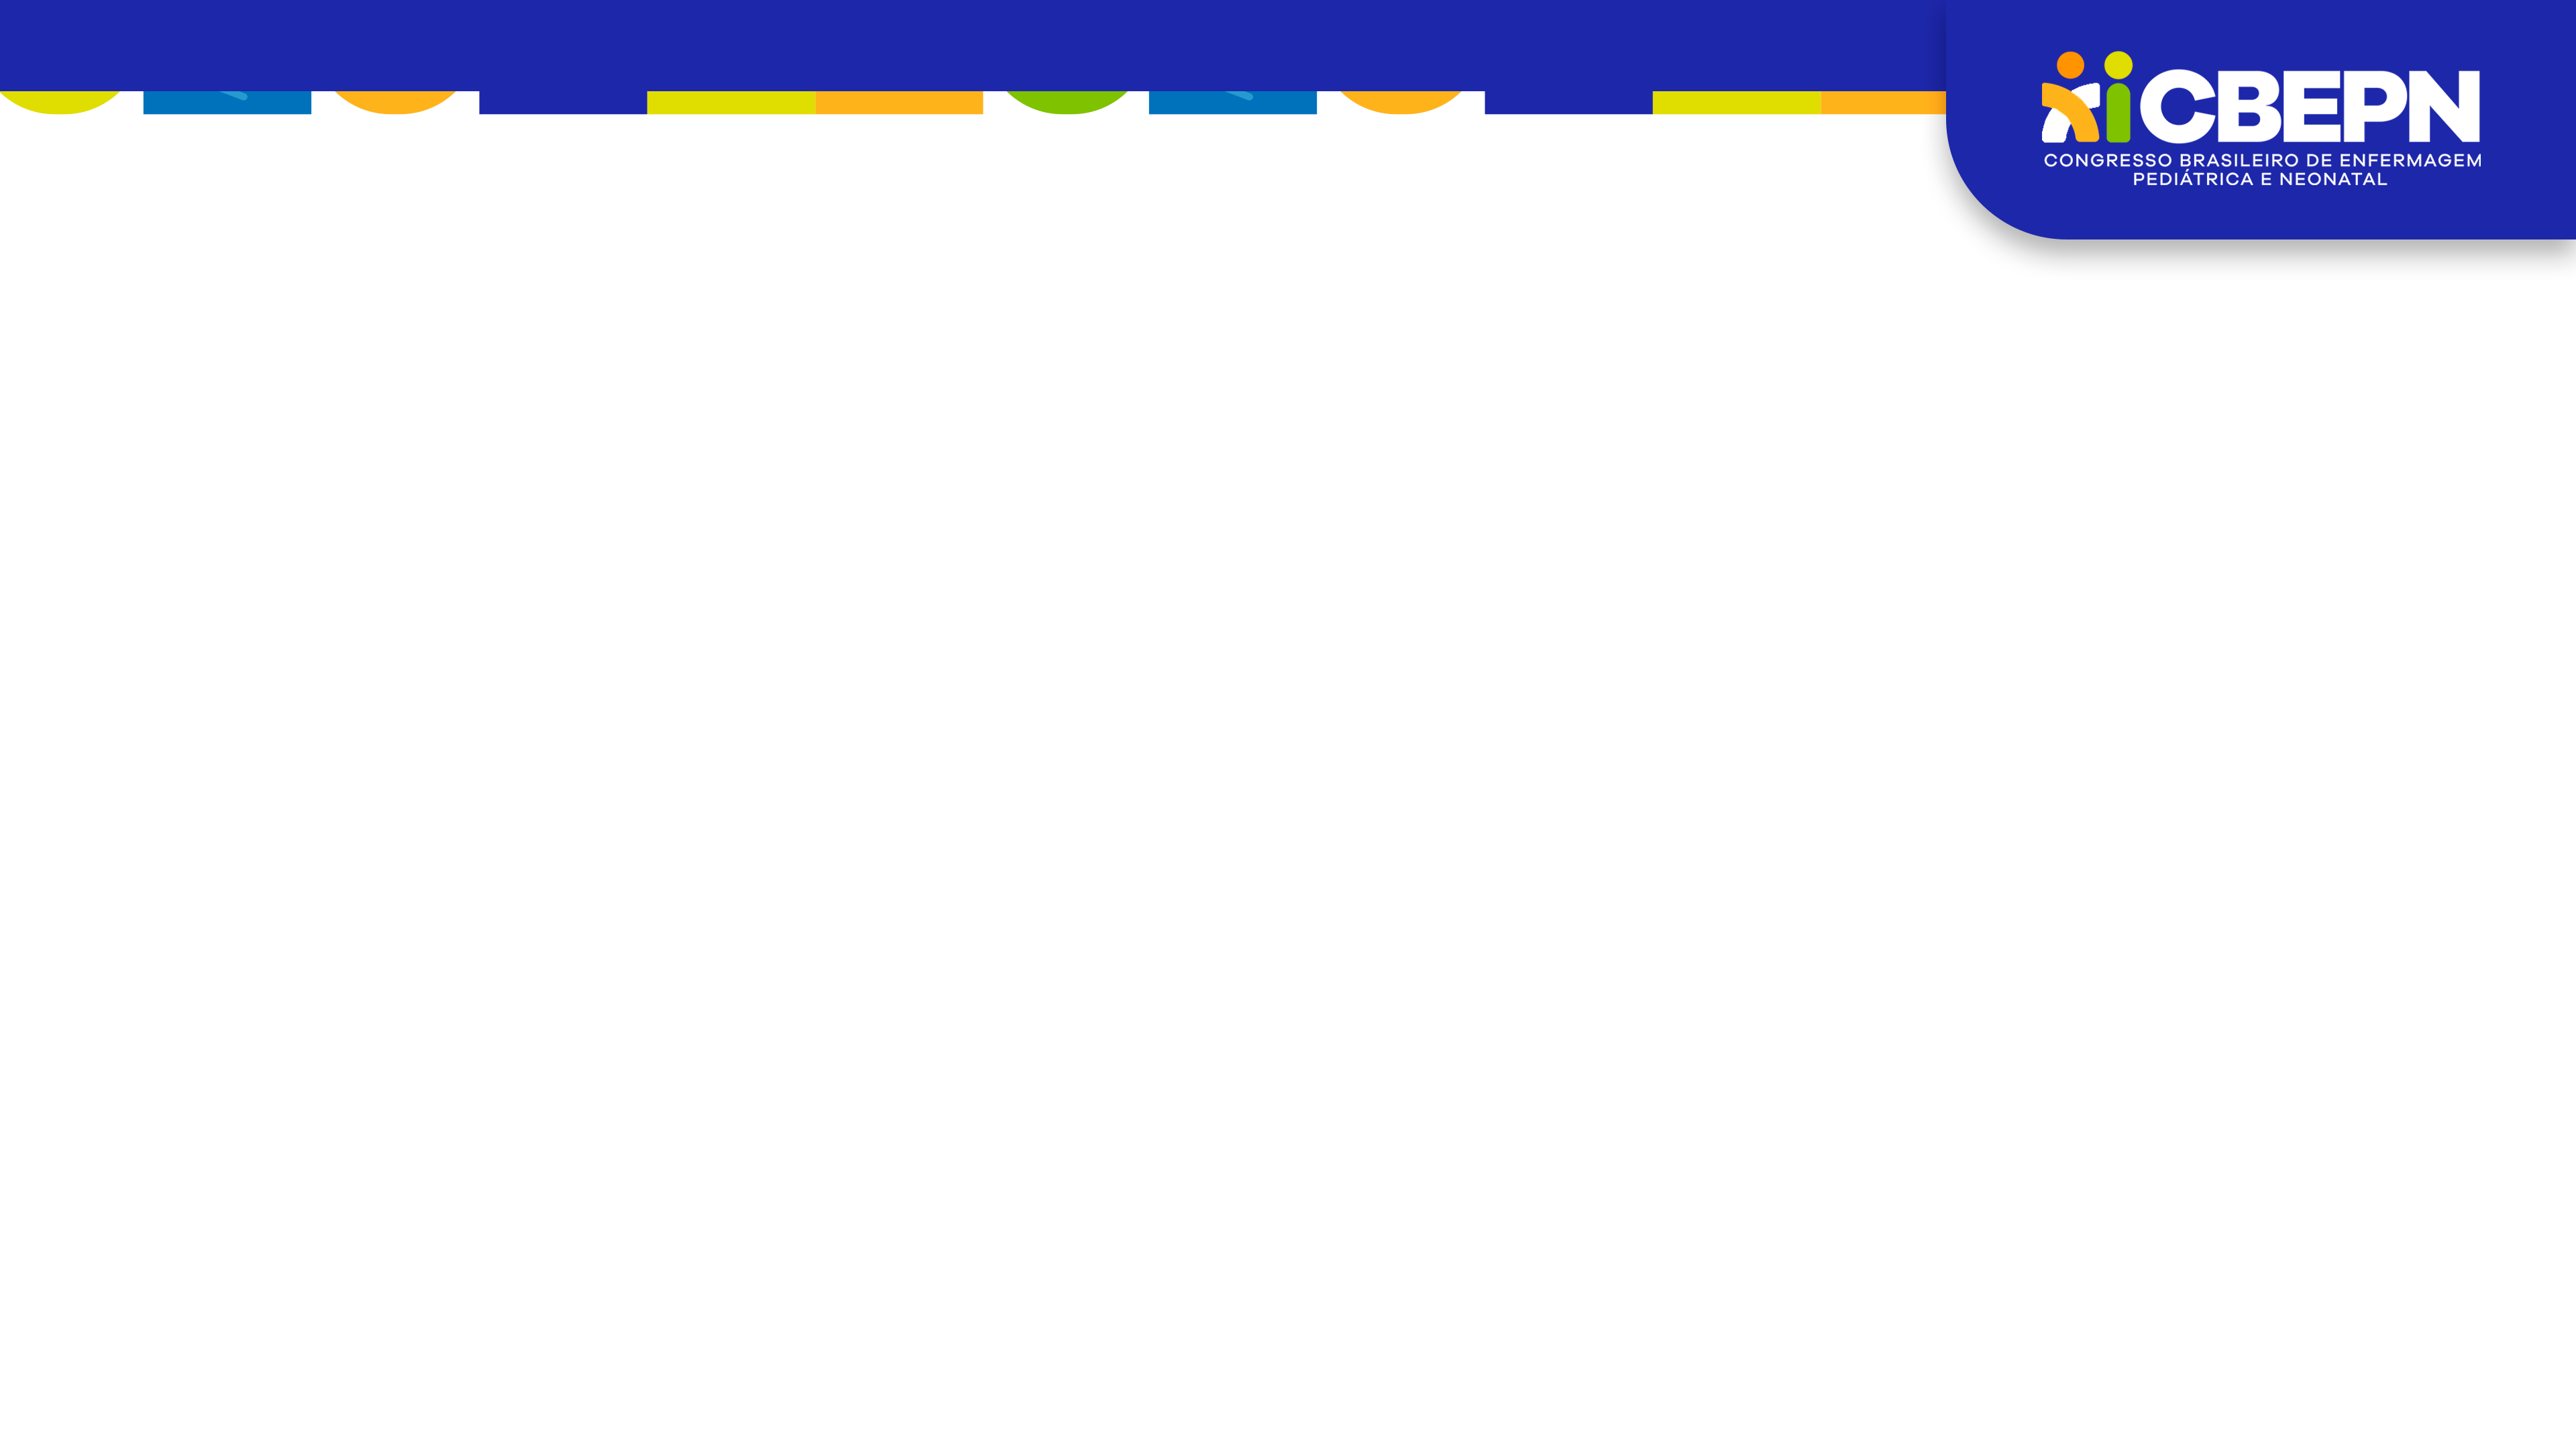 CBEPN
CONGRESSO BRASILEIRO DE ENFERMAGEM
PEDIÁTRICA E NEONATAL